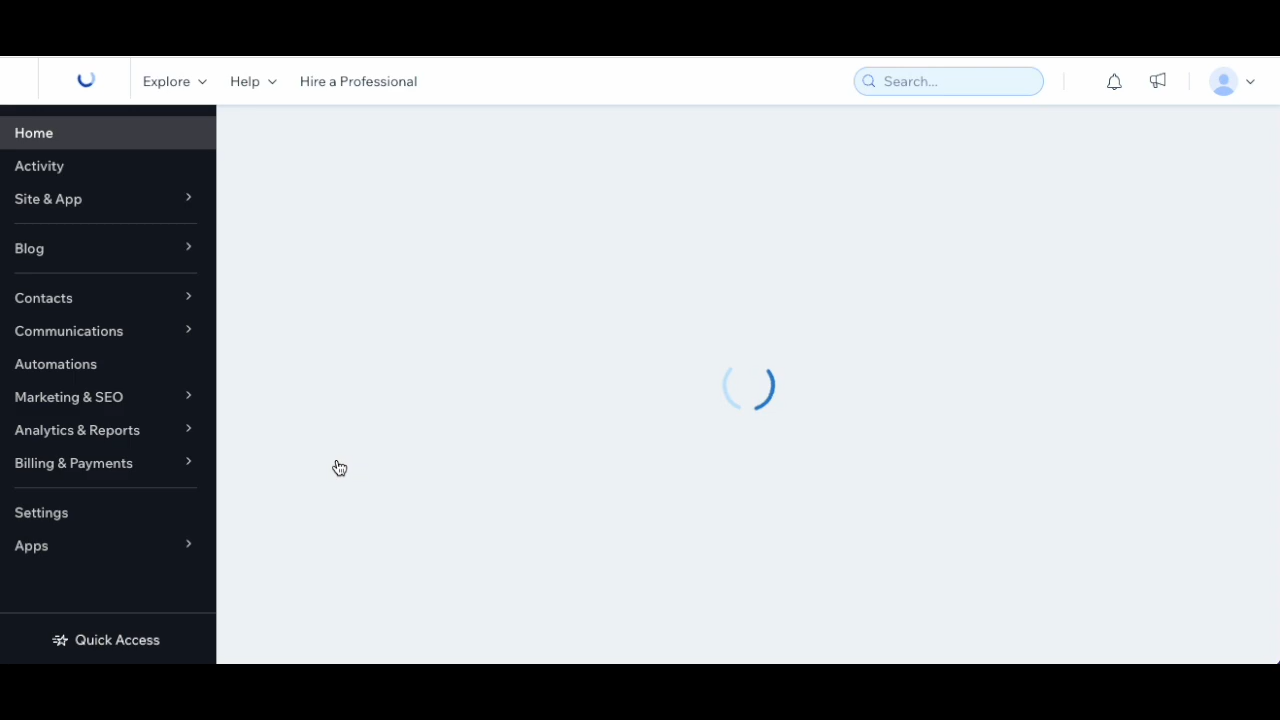 Explore
Help
Hire a Professional
Search...
Home
Activity
Site & App
Blog
Contacts
Communications
Automations
Marketing & SEO
Analytics & Reports
Billing & Payments
Settings
Apps
Quick Access